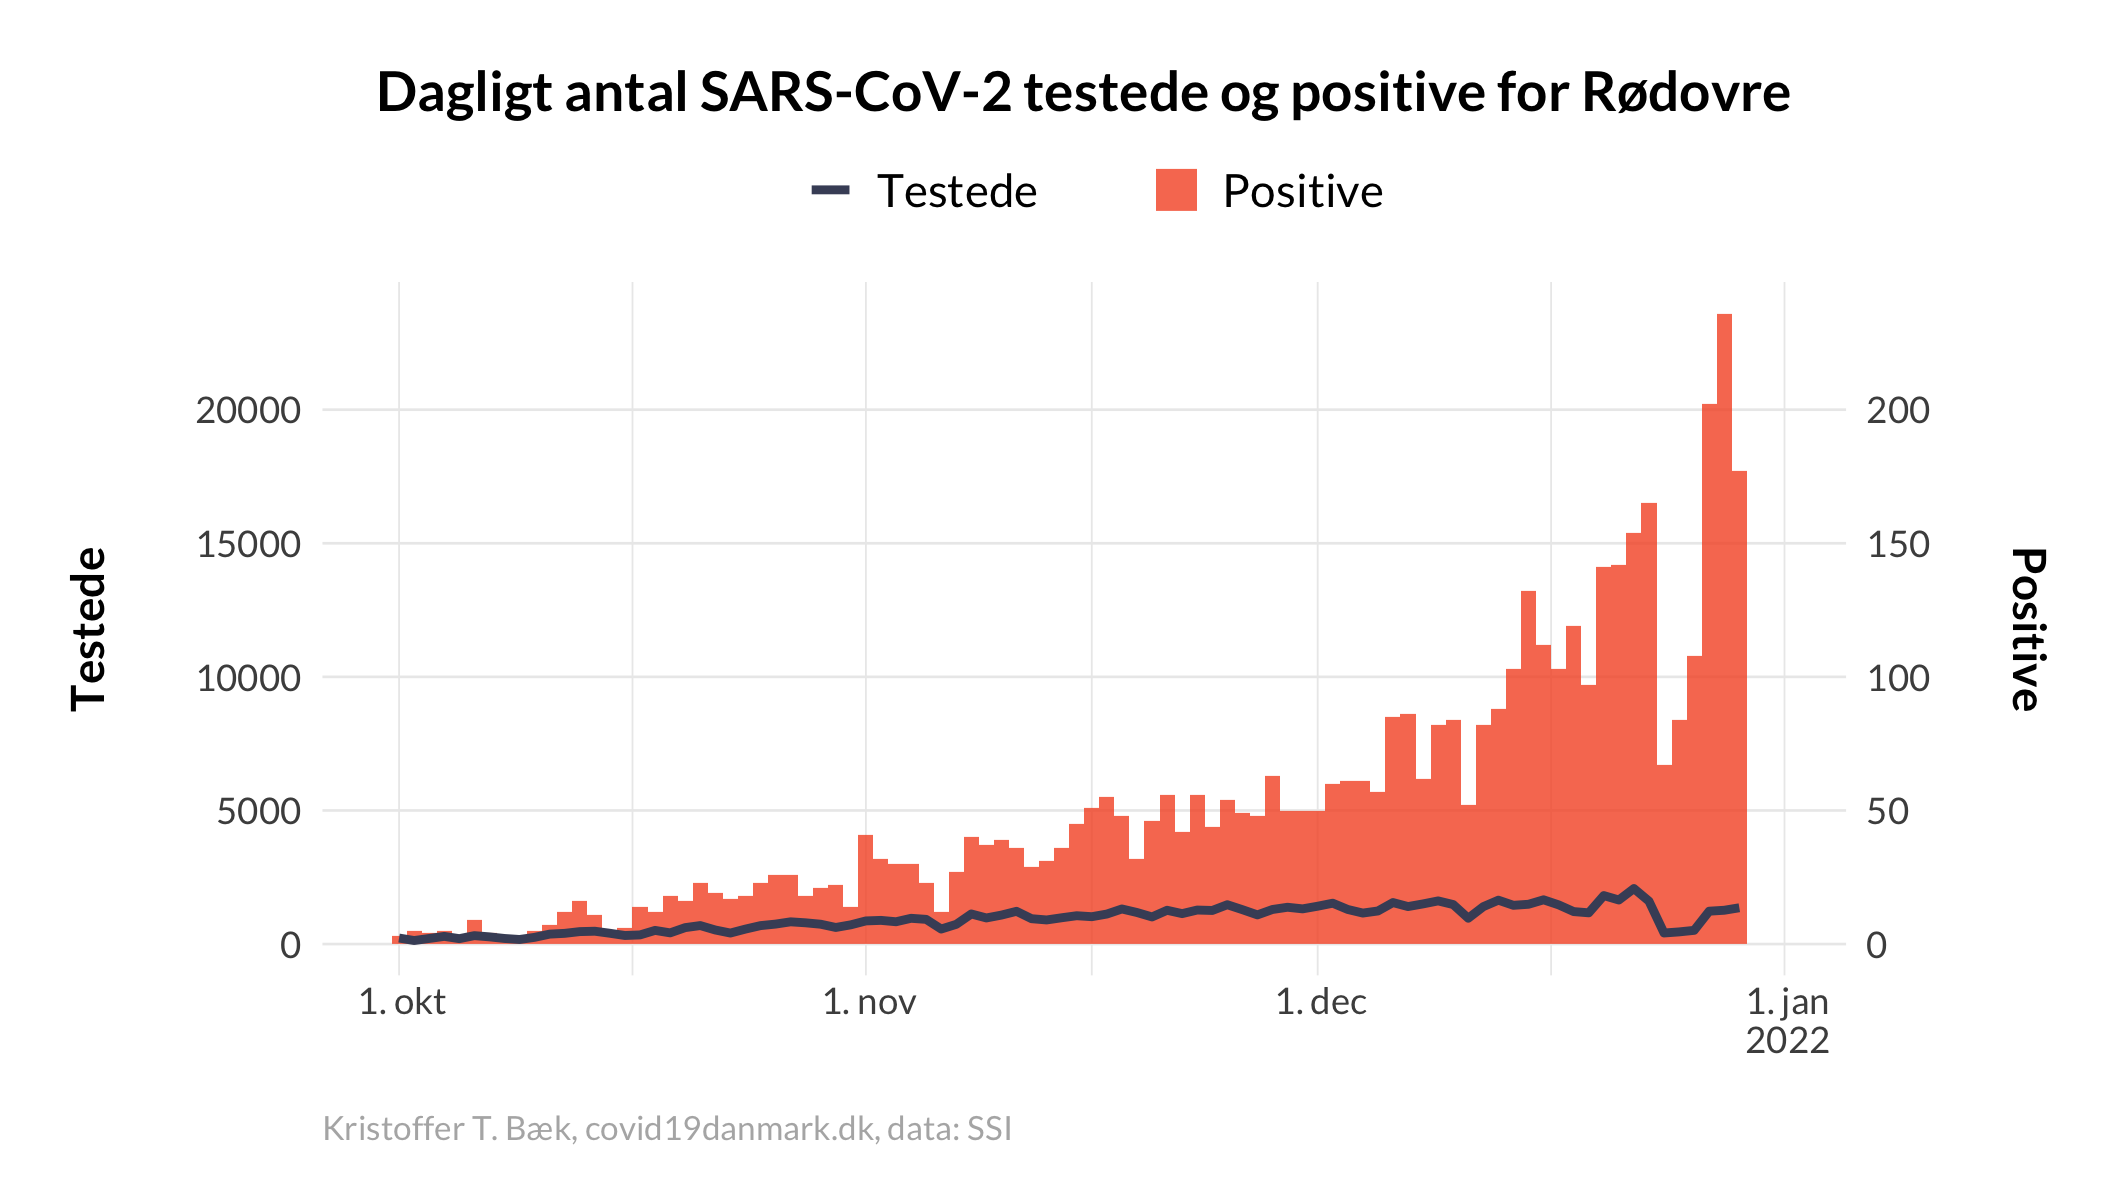 Dagligt antal SARS-CoV-2 testede og positive for Rødovre
Testede
Positive
Testede
20000
15000
10000
5000
0
200
150
100
50
0
Positive
1. okt
1. nov
1. dec
1. jan
2022
Kristoffer T. Bæk, covid19danmark.dk, data: SSI